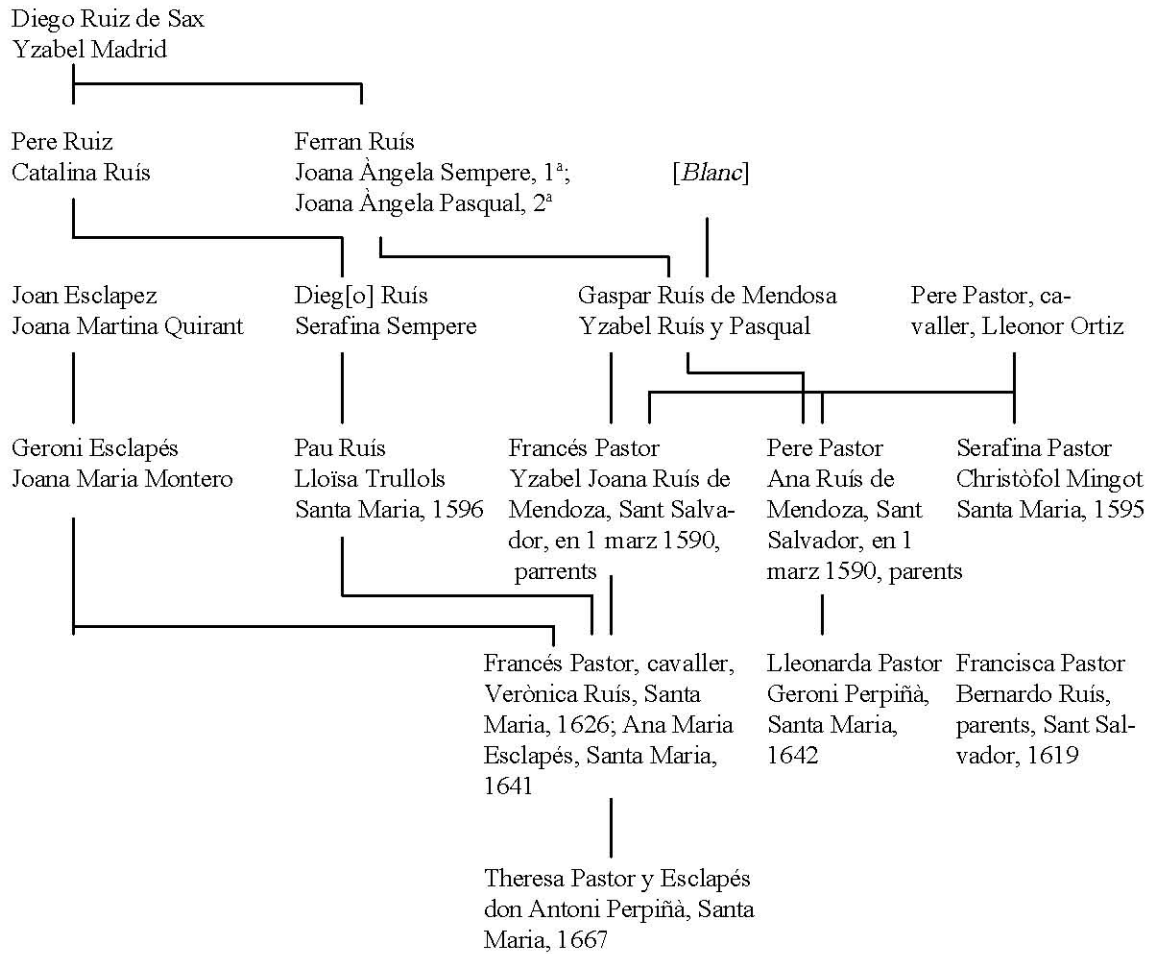 Diego Ruiz de Sax
Yzabel Madrid
Pere Ruiz
Catalina Ruís
Ferran Ruís
Joana Àngela Sempere, 1ª;
Joana Àngela Pasqual, 2ª
[Blanc]
Joan Esclapez
Joana Martina Quirant
Dieg[o] Ruís
Serafina Sempere
Gaspar Ruís de Mendosa
Yzabel Ruís y Pasqual
Pere Pastor, ca-
valler, Lleonor Ortiz
Geroni Esclapés
Joana Maria Montero
Pau Ruís
Lloïsa Trullols
Santa Maria, 1596
Francés Pastor
Yzabel Joana Ruís de
Mendoza, Sant Salva-
dor, en 1 marz 1590,
parrents
Pere Pastor
Ana Ruís de
Mendoza, Sant
Salvador, en 1
marz 1590, parents
Serafina Pastor
Christòfol Mingot
Santa Maria, 1595
Francés Pastor, cavaller,
Verònica Ruís, Santa
Maria, 1626; Ana Maria
Esclapés, Santa Maria,
1641
Lleonarda Pastor
Geroni Perpiñà,
Santa Maria,
1642
Francisca Pastor
Bernardo Ruís,
parents, Sant Sal-
vador, 1619
Theresa Pastor y Esclapés
don Antoni Perpiñà, Santa
Maria, 1667